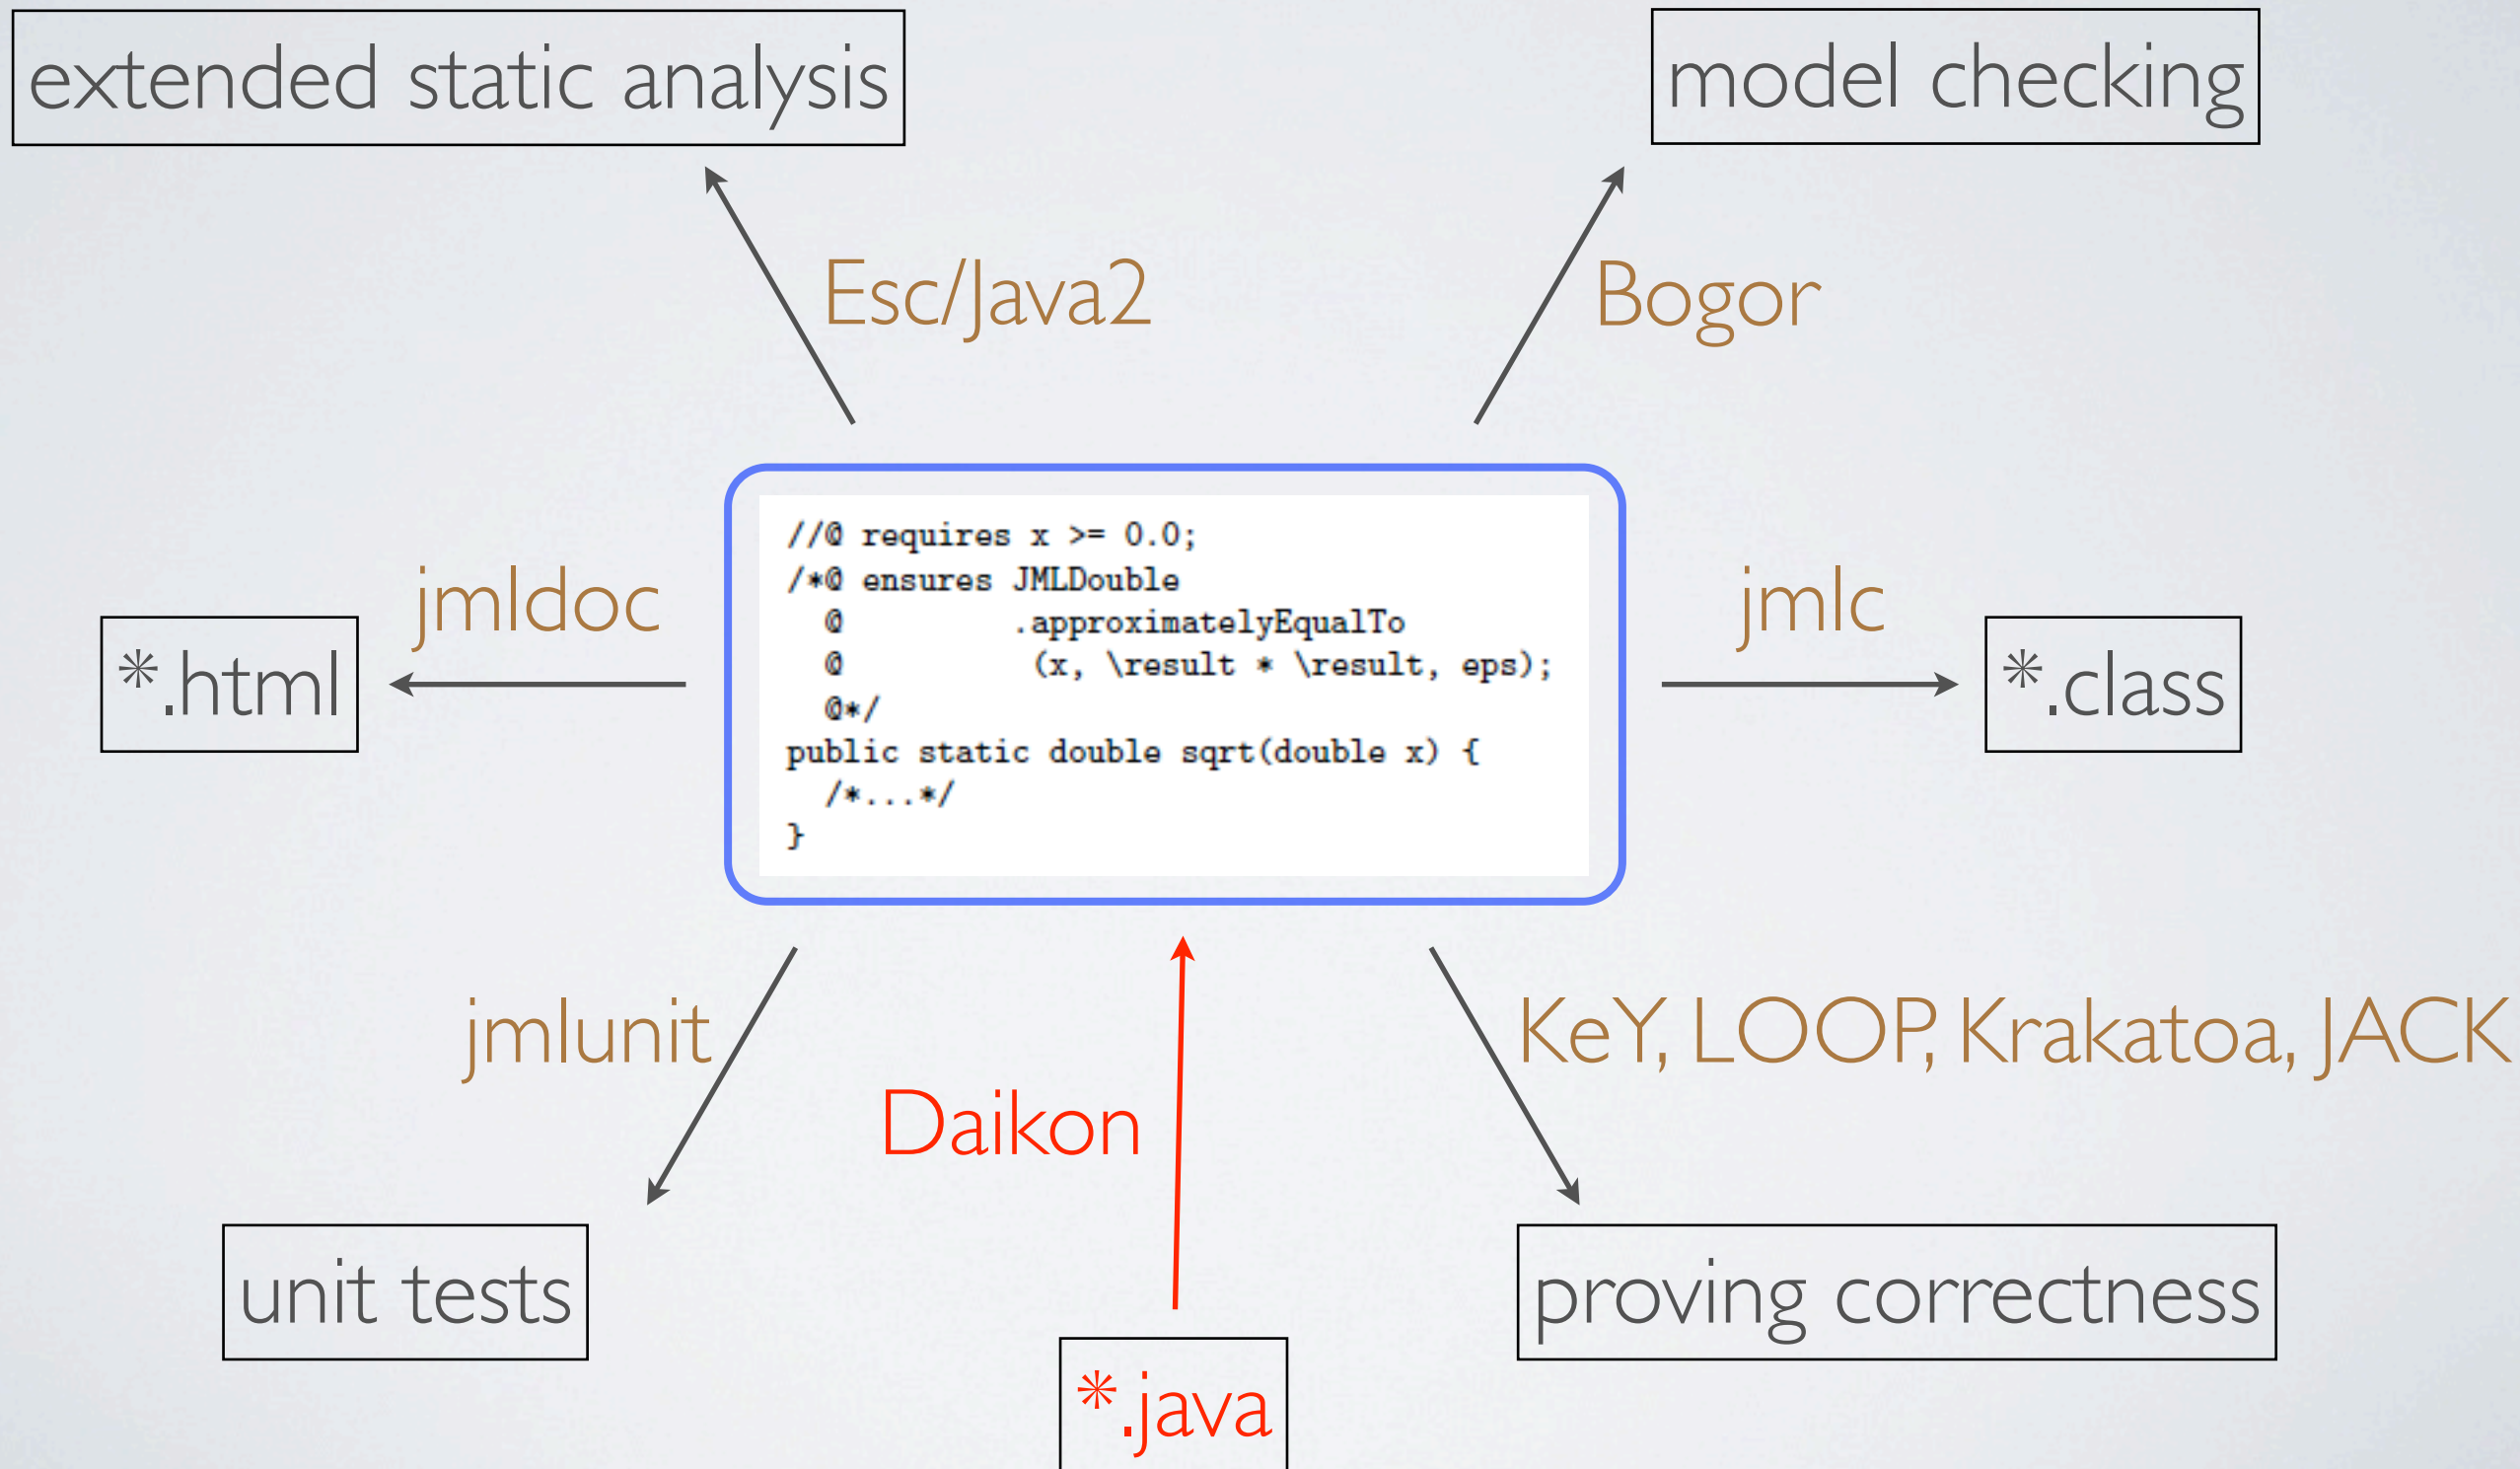 extended static analysis
model checking
Esc/Java2
Bogor
//@ requires x >= 0.0;
/*@ ensures JMLDouble
@ .approximatelyEqualTo
@ (x, \result * \result, eps);
@*/
public static double sqrt(double x) {
/*...*/
}
jmldoc
*.html
jmlc
*.class
jmlunit
Daikon
KeY, LOOP, Krakatoa, JACK
unit tests
*.java
proving correctness